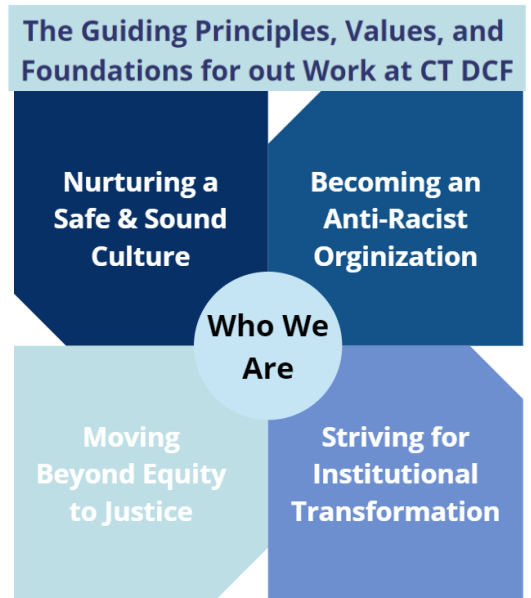 The Guiding Principles, Values, and
Foundations for out Work at CT DCF
Nurturing a
Safe & Sound
Culture
Becoming an
Anti-Racist
Orginization
Who We
Are
Moving
Beyond Equity
to Justice
Striving for
Institutional
Transformation